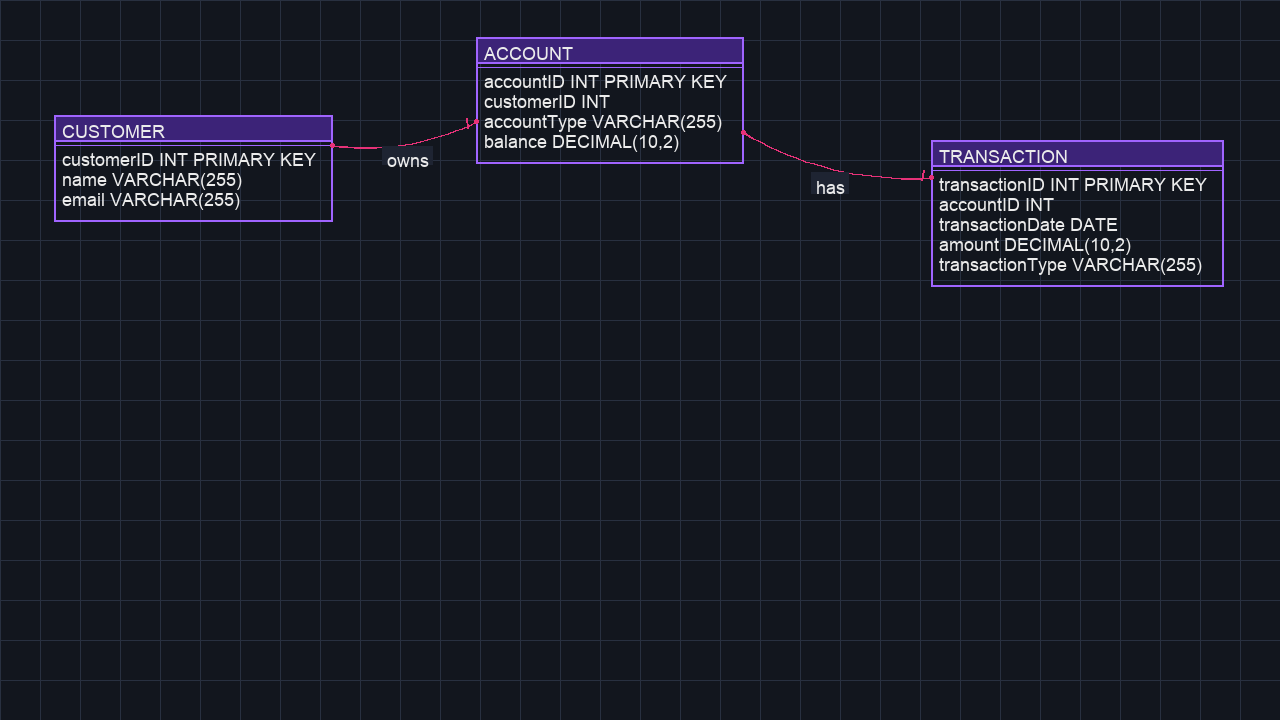 CUSTOMER
customerID INT PRIMARY KEY
name VARCHAR(255)
email VARCHAR(255)
owns
ACCOUNT
accountID INT PRIMARY KEY
customerID INT
accountType VARCHAR(255)
balance DECIMAL(10,2)
has
TRANSACTION
transactionID INT PRIMARY KEY
accountID INT
transactionDate DATE
amount DECIMAL(10,2)
transactionType VARCHAR(255)